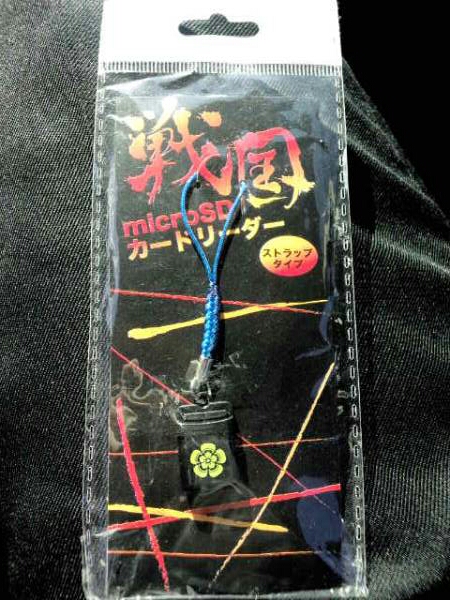 戦国
microSD
カードリーダー
ストラップ
タイプ